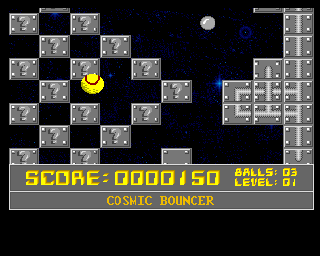 ? ?
?
? ? ?
? ?
? ?
? ?
SCORE:0000150
BALLS: 03
LEVEL: 01
COSMIC BOUNCER